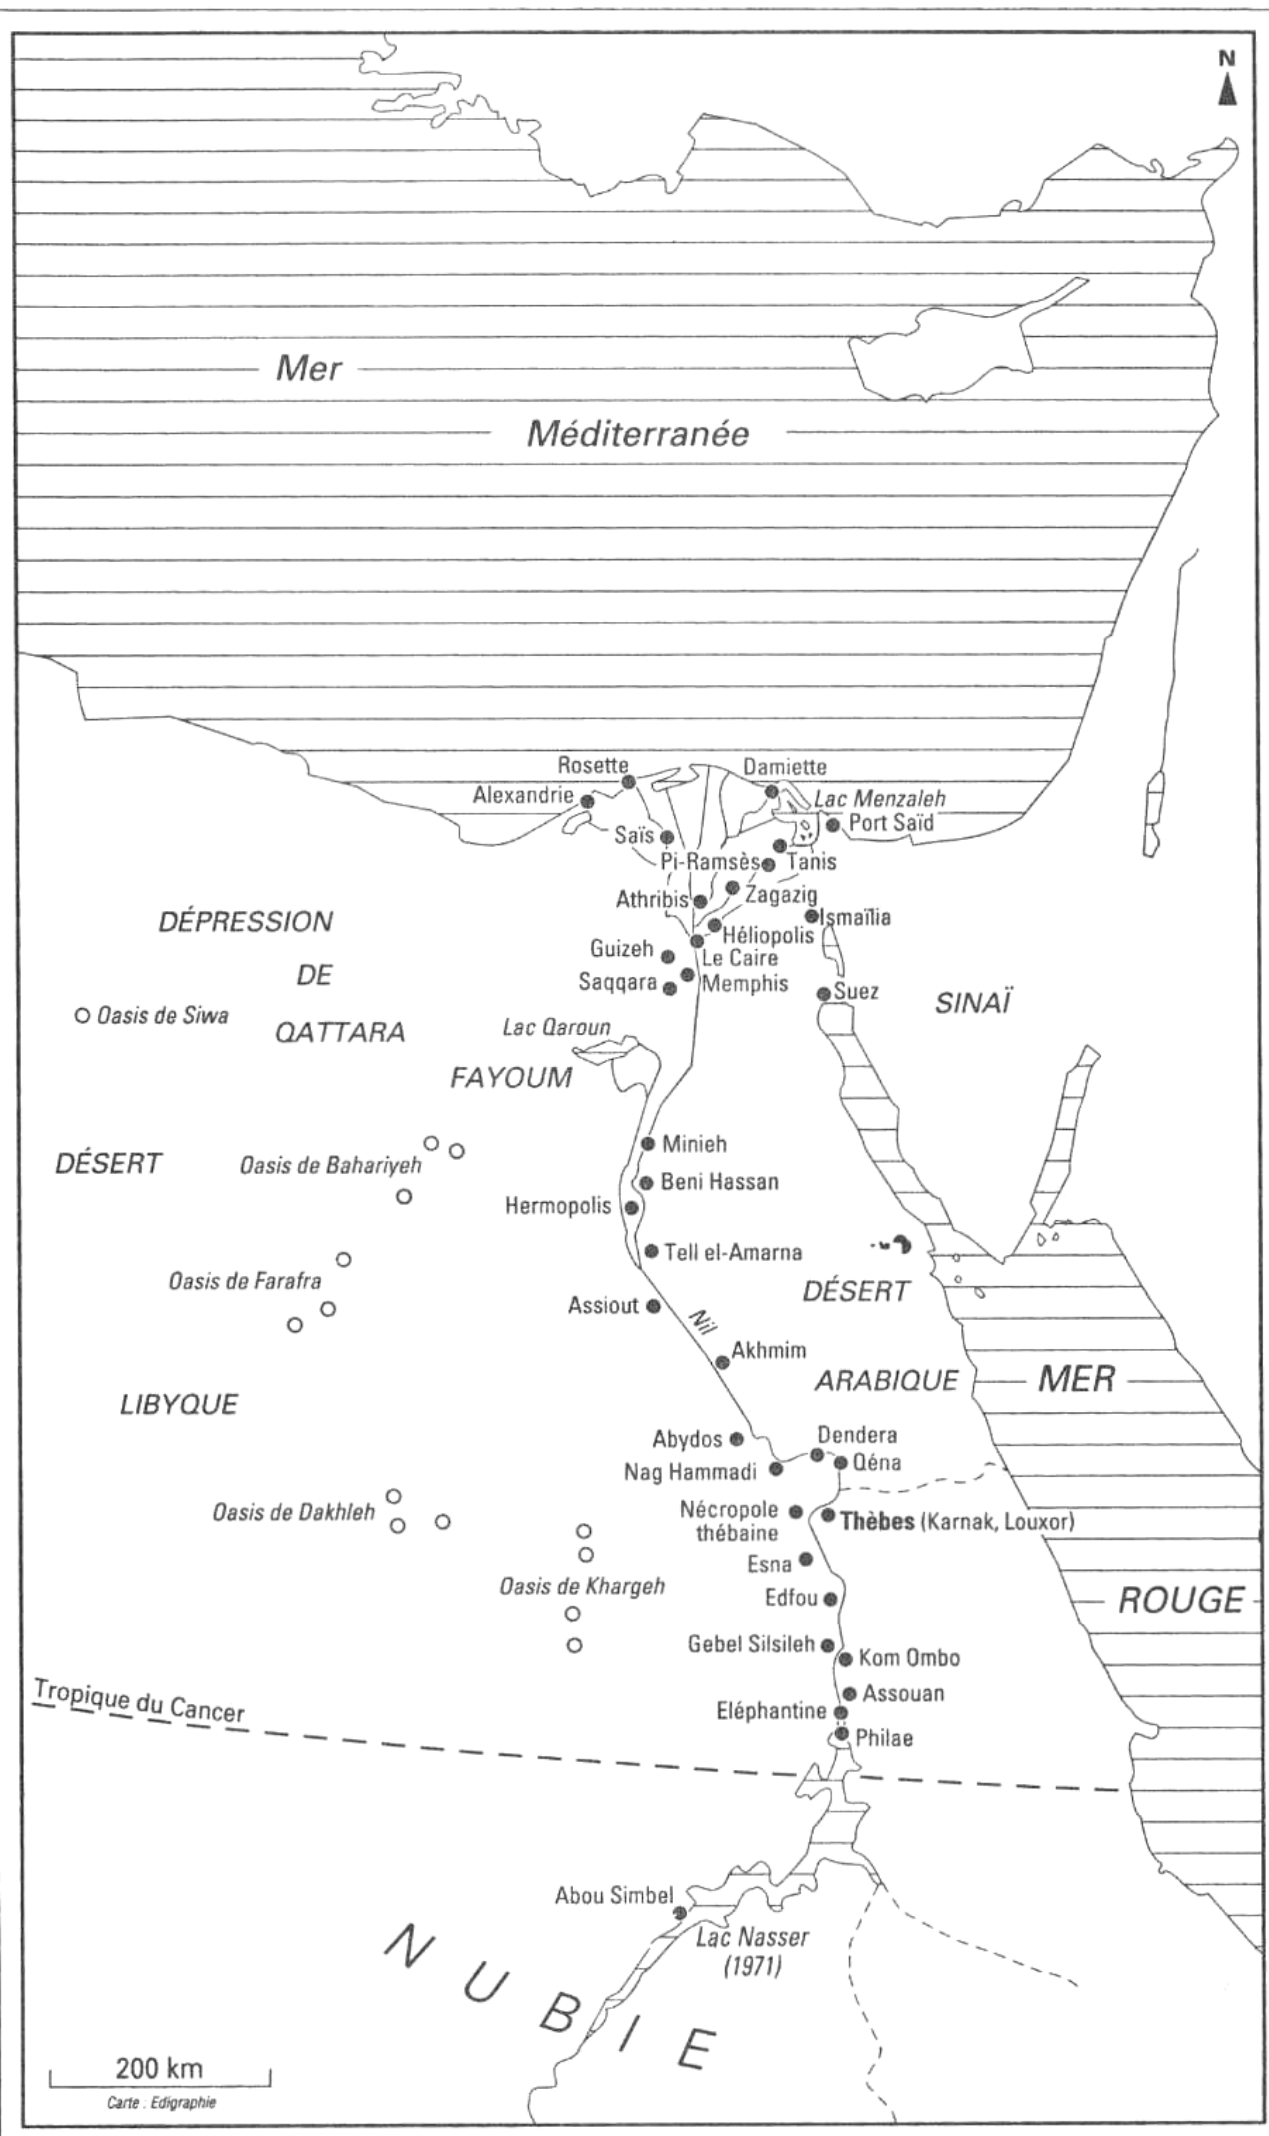 N
Mer
Méditerranée
Rosette
Damiette
Alexandrie
Lac Menzaleh
Port Saïd
Saïs
Pi-Ramsès
Tanis
Athribis
Zagazig
Ismaïlia
Héliopolis
Guizeh
Le Caire
Saqqara
Memphis
Suez
SINAÏ
DÉPRESSION
DE
QATTARA
Oasis de Siwa
Lac Qaroun
FAYOUM
Minieh
DÉSERT
Oasis de Bahariyeh
Beni Hassan
Hermopolis
Tell el-Amarna
Oasis de Farafra
DÉSERT
Assiout
Nil
Akhmim
ARABIQUE
MER
LIBYQUE
Abydos
Dendera
Nag Hammadi
Qéna
Oasis de Dakhleh
Nécropole
thébaine
Thèbes (Karnak, Louxor)
Esna
Oasis de Khargeh
Edfou
ROUGE
Gebel Silsileh
Kom Ombo
Tropique du Cancer
Assouan
Eléphantine
Philae
Abou Simbel
Lac Nasser
(1971)
NUBIE
200 km
Carte : Edigraphie